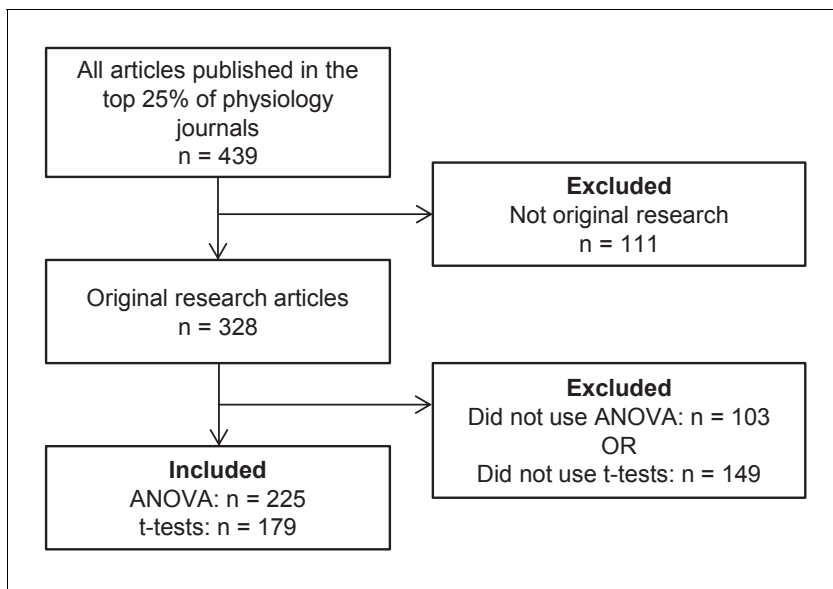 All articles published in the
top 25% of physiology
journals
n = 439
Excluded
Not original research
n = 111
Original research articles
n = 328
Excluded
Did not use ANOVA: n = 103
OR
Did not use t-tests: n = 149
Included
ANOVA: n = 225
t-tests: n = 179